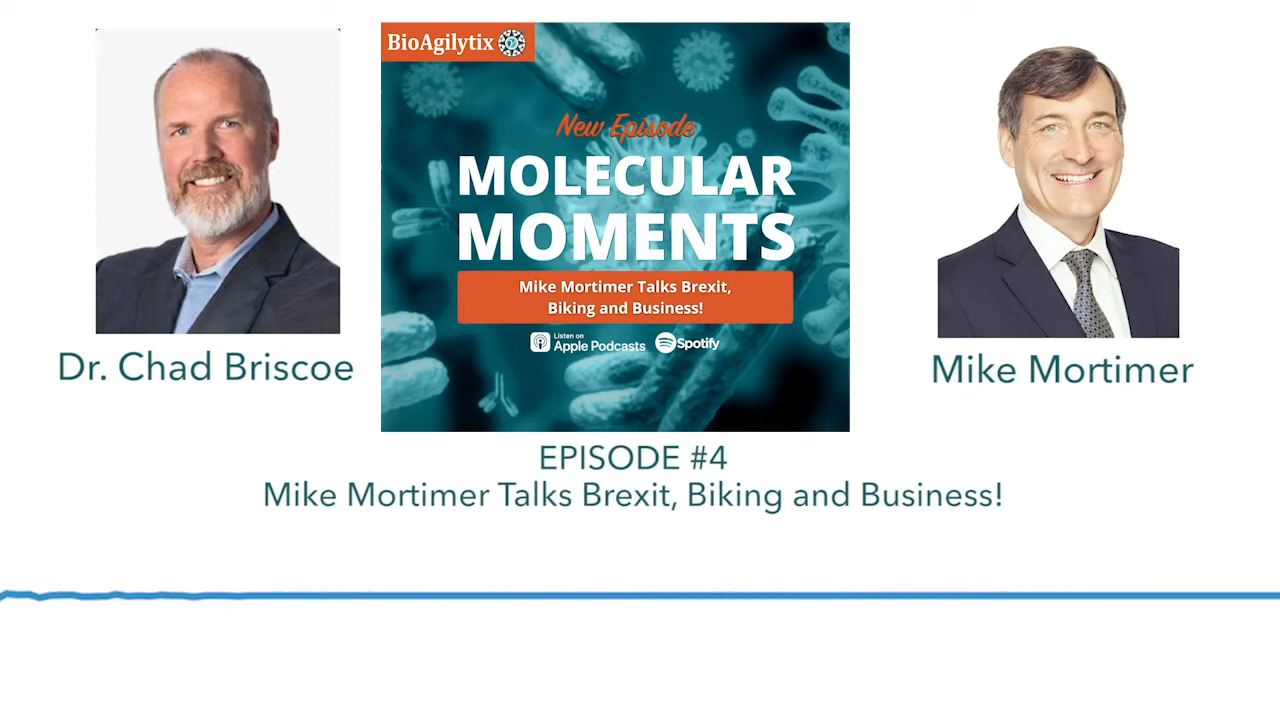 BioAgilytix
New Episode
MOLECULAR
MOMENTS
Mike Mortimer Talks Brexit,
Biking and Business!
Listen on
Apple Podcasts
Spotify
Dr. Chad Briscoe
Mike Mortimer
EPISODE #4
Mike Mortimer Talks Brexit, Biking and Business!